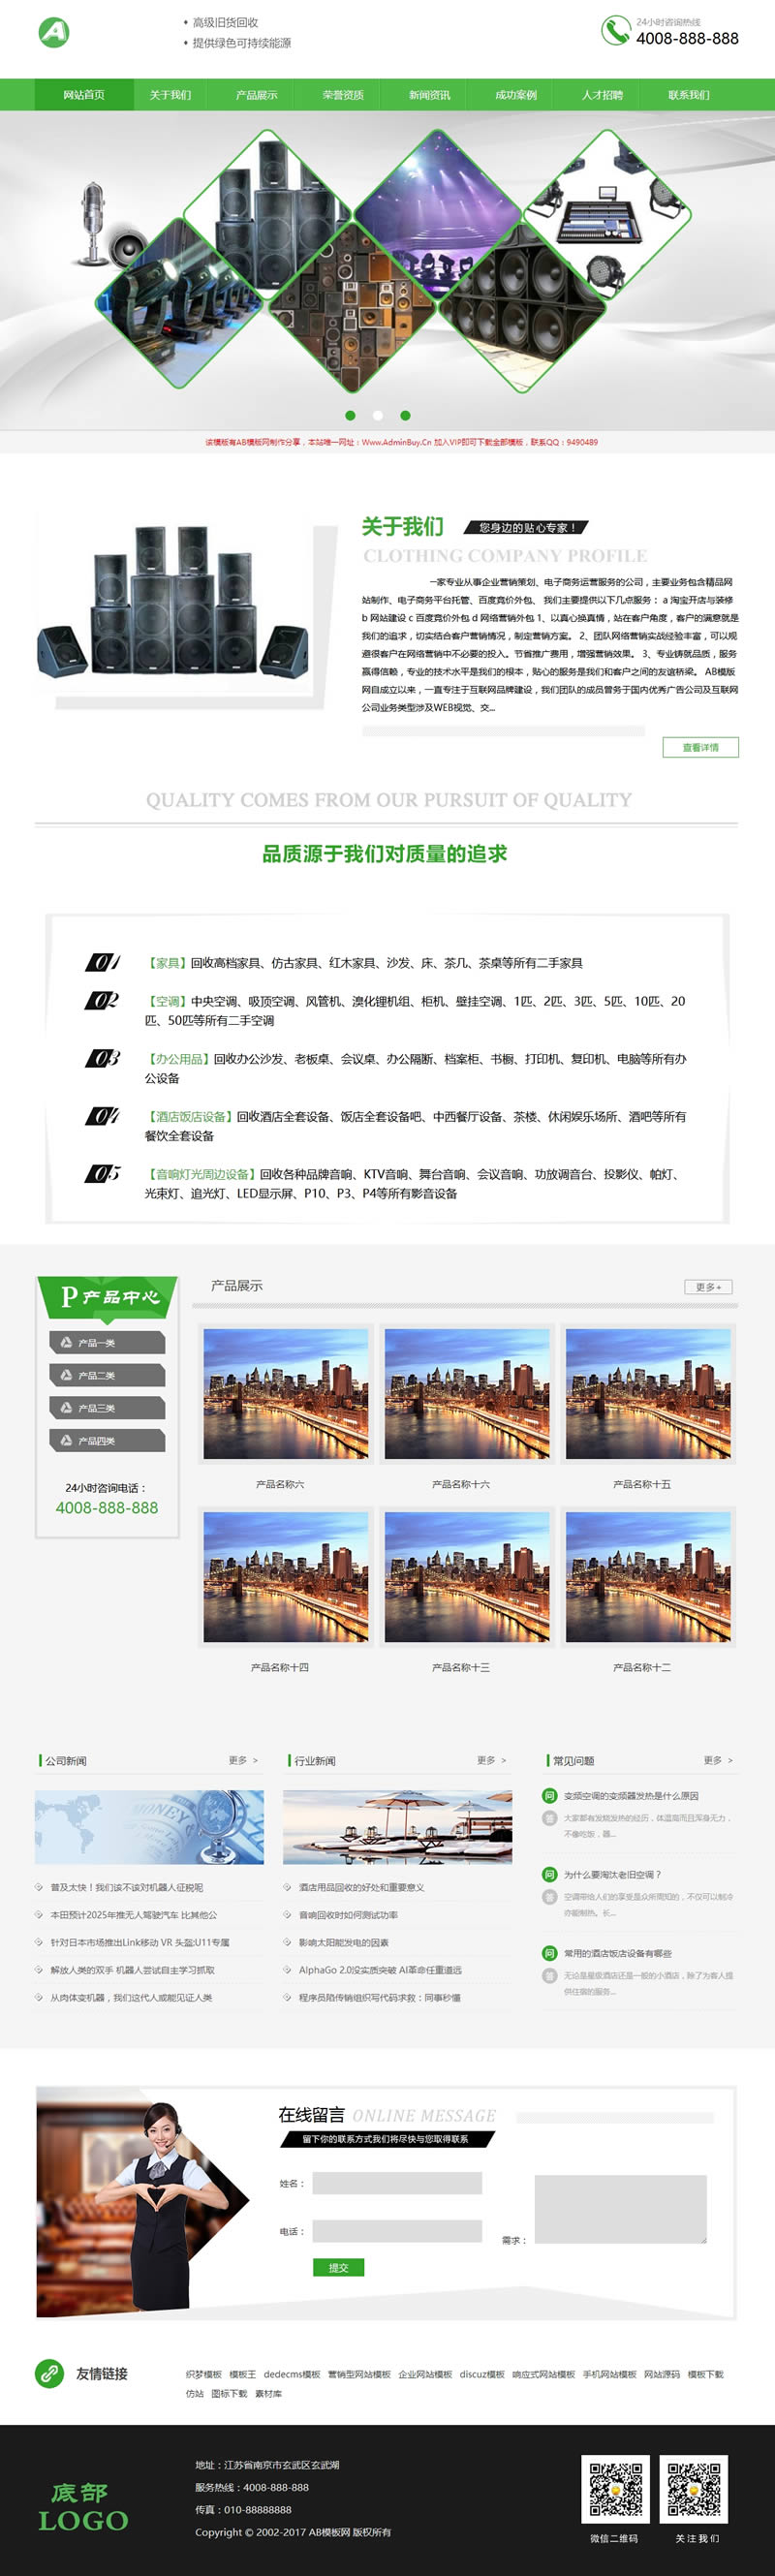 A
• 高级旧货回收
• 提供绿色可持续能源
24小时咨询热线
4008-888-888
网站首页 关于我们 产品展示 荣誉资质 新闻资讯 成功案例 人才招聘 联系我们
该模版有AB模版网制作分享，本站唯一网址：Www.AdminBuy.Cn 加入VIP即可下载全部模版，联系QQ：9490489
关于我们 您身边的贴心专家！
CLOTHING COMPANY PROFILE
一家专业从事企业营销策划、电子商务运营服务的公司，主要业务包含精品网
站制作、电子商务平台托管、百度竞价外包、 我们主要提供以下几点服务： a 淘宝开店与装修
b 网站建设 c 百度竞价外包 d 网络营销外包 1、以真心换真情，站在客户角度，客户的满意就是
我们的追求，切实结合客户营销情况，制定营销方案。 2、团队网络营销实战经验丰富，可以规
避很客户在网络营销中不必要的投入。节省推广费用，增强营销效果。 3、专业铸就品质，服务
赢得信赖，专业的技术水平是我们的根本，贴心的服务是我们和客户之间的友谊桥梁。 AB模版
网自成立以来，一直专注于互联网品牌建设，我们团队的成员曾务于国内优秀广告公司及互联网
公司业务类型涉及WEB视觉、交...
查看详情
QUALITY COMES FROM OUR PURSUIT OF QUALITY
品质源于我们对质量的追求
01 【家具】回收高档家具、仿古家具、红木家具、沙发、床、茶几、茶桌等所有二手家具
02 【空调】中央空调、吸顶空调、风管机、溴化锂机组、柜机、壁挂空调、1匹、2匹、3匹、5匹、10匹、20
匹、50匹等所有二手空调
03 【办公用品】回收办公沙发、老板桌、会议桌、办公隔断、档案柜、书橱、打印机、复印机、电脑等所有办
公设备
04 【酒店饭店设备】回收酒店全套设备、饭店全套设备吧、中西餐厅设备、茶楼、休闲娱乐场所、酒吧等所有
餐饮全套设备
05 【音响灯光周边设备】回收各种品牌音响、KTV音响、舞台音响、会议音响、功放调音台、投影仪、帕灯、
光束灯、追光灯、LED显示屏、P10、P3、P4等所有影音设备
P 产品中心
产品一类
产品二类
产品三类
产品四类
24小时咨询电话：
4008-888-888
产品展示 更多+
产品名称六 产品名称十六 产品名称十五
产品名称十四 产品名称十三 产品名称十二
公司新闻 更多 >
普及太快！我们该不该对机器人征税呢
本田预计2025年推无人驾驶汽车 比其他公
针对日本市场推出Link移动 VR 头盔:U11专属
解放人类的双手 机器人尝试自主学习抓取
从肉体变机器，我们这代人或能见证人类
行业新闻 更多 >
酒店用品回收的好处和重要意义
音响回收时如何测试功率
影响太阳能发电的因素
AlphaGo 2.0没实质突破 AI革命任重道远
程序员陷传销组织写代码求救：同事秒懂
常见问题 更多 >
问 变频空调的变频器发热是什么原因
答 大家都有发烧发热的经历，体温高而且浑身无力，
不像吃饭，器...
问 为什么要淘汰老旧空调？
答 空调带给人们的享受是众所周知的，不仅可以制冷
亦能制热。长...
问 常用的酒店饭店设备有哪些
答 无论是星级酒店还是一般的小酒店，除了为客人提
供住宿的服务...
在线留言 ONLINE MESSAGE
留下你的联系方式我们将尽快与您取得联系
姓名：
电话：
需求：
提交
友情链接
织梦模板 模板王 dedecms模板 营销型网站模板 企业网站模板 discuz模板 响应式网站模板 手机网站模板 网站源码 模板下载
仿站 图标下载 素材库
底部
LOGO
地址：江苏省南京市玄武区玄武湖
服务热线：4008-888-888
传真：010-88888888
Copyright © 2002-2017 AB模板网 版权所有
微信二维码 关注我们